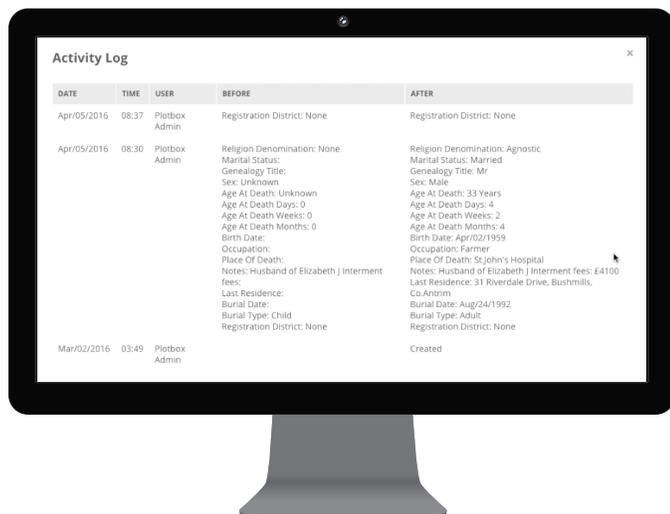 Activity Log
×
DATE TIME USER BEFORE AFTER
Apr/05/2016 08:37 Plotbox Admin Registration District: None Registration District: None
Apr/05/2016 08:30 Plotbox Admin Religion Denomination: None Religion Denomination: Agnostic
Marital Status: Marital Status: Married
Genealogy Title: Genealogy Title: Mr
Sex: Unknown Sex: Male
Age At Death: Unknown Age At Death: 33 Years
Age At Death Days: 0 Age At Death Days: 4
Age At Death Weeks: 0 Age At Death Weeks: 2
Age At Death Months: 0 Age At Death Months: 4
Birth Date: Birth Date: Apr/02/1959
Occupation: Occupation: Farmer
Place Of Death: Place Of Death: St.John's Hospital
Notes: Husband of Elizabeth J Interment Notes: Husband of Elizabeth J Interment fees: £4100
fees: Last Residence: 31 Riverdale Drive, Bushmills,
Last Residence: Co.Antrim
Burial Date: Burial Date: Aug/24/1992
Burial Type: Child Burial Type: Adult
Registration District: None Registration District: None
Mar/02/2016 03:49 Plotbox Admin Created